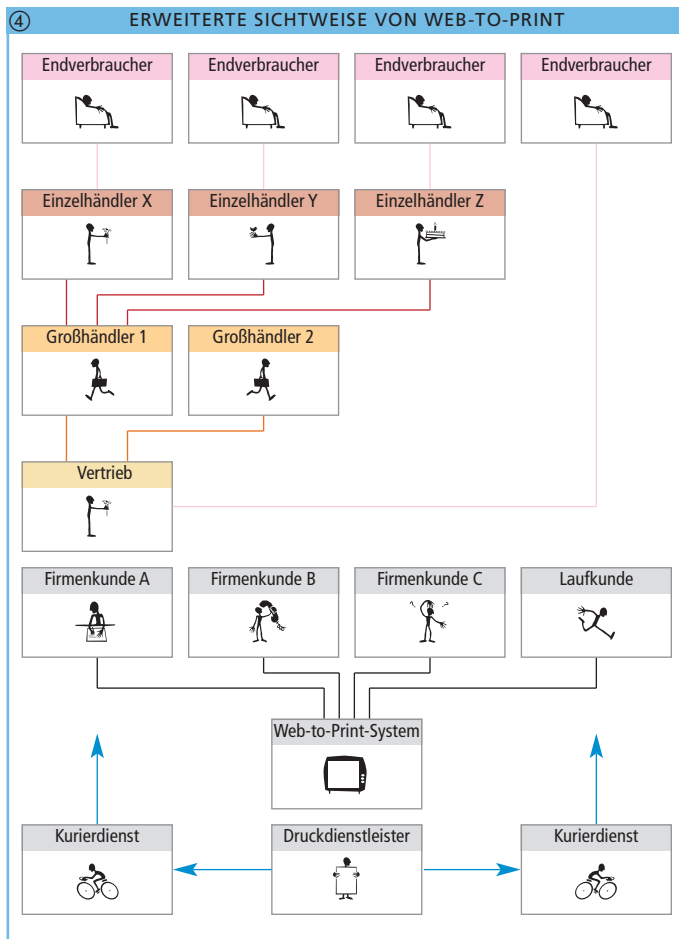 ④ ERWEITERTE SICHTWEISE VON WEB-TO-PRINT
Endverbraucher Endverbraucher Endverbraucher Endverbraucher
Einzelhändler X Einzelhändler Y Einzelhändler Z
Großhändler 1 Großhändler 2
Vertrieb
Firmenkunde A Firmenkunde B Firmenkunde C Laufkunde
? ?
Web-to-Print-System
Kurierdienst Druckdienstleister Kurierdienst